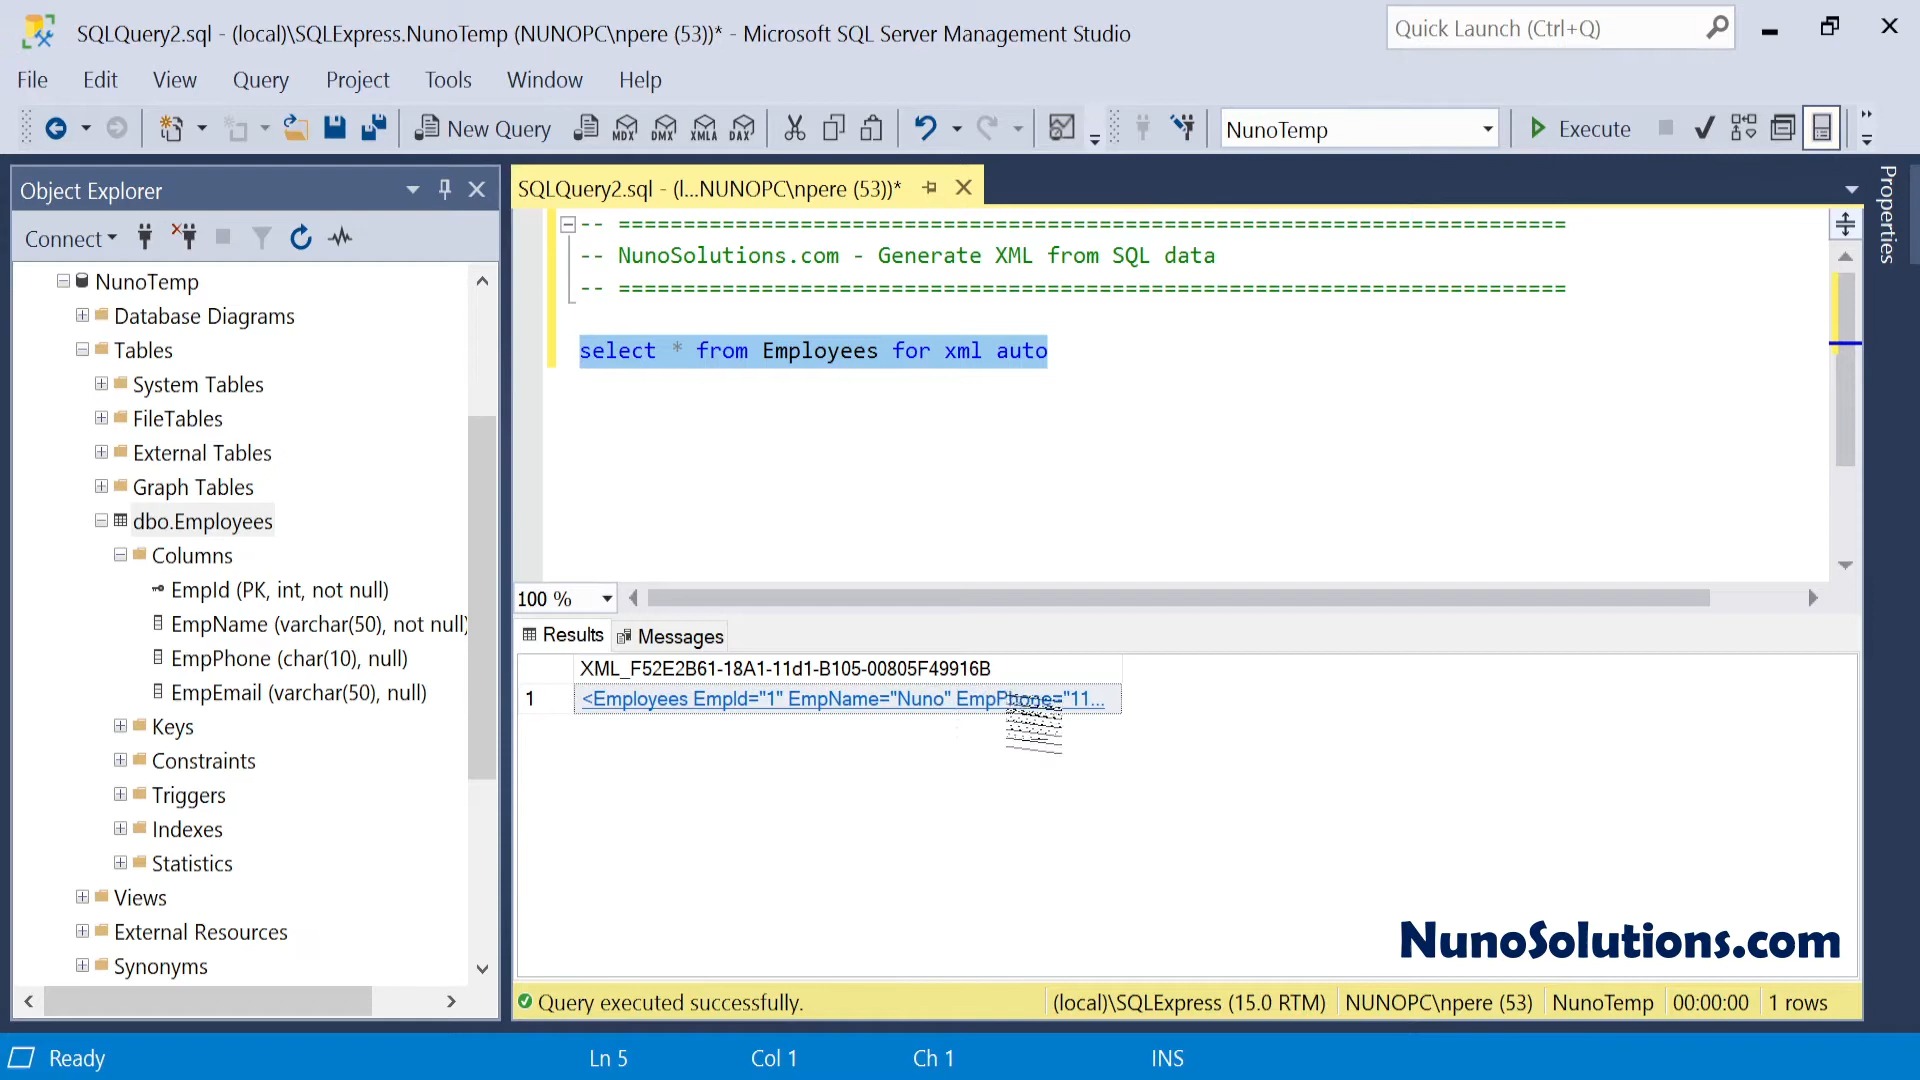 SQLQuery2.sql - (local)\SQLExpress.NunoTemp (NUNOPC\npere (53))* - Microsoft SQL Server Management Studio
Quick Launch (Ctrl+Q)
File Edit View Query Project Tools Window Help
New Query MDX DMX XMLA DAX NunoTemp Execute
Object Explorer
Connect
NunoTemp
Database Diagrams
Tables
System Tables
FileTables
External Tables
Graph Tables
dbo.Employees
Columns
EmpId (PK, int, not null)
EmpName (varchar(50), not null)
EmpPhone (char(10), null)
EmpEmail (varchar(50), null)
Keys
Constraints
Triggers
Indexes
Statistics
Views
External Resources
Synonyms
SQLQuery2.sql - (l...NUNOPC\npere (53))*
Properties
-- =========================================================================
-- NunoSolutions.com - Generate XML from SQL data
-- =========================================================================
select * from Employees for xml auto
100 %
Results Messages
XML_F52E2B61-18A1-11d1-B105-00805F49916B
1 <Employees EmpId="1" EmpName="Nuno" EmpPhone="11...
NunoSolutions.com
Query executed successfully. (local)\SQLExpress (15.0 RTM) NUNOPC\npere (53) NunoTemp 00:00:00 1 rows
Ready Ln 5 Col 1 Ch 1 INS